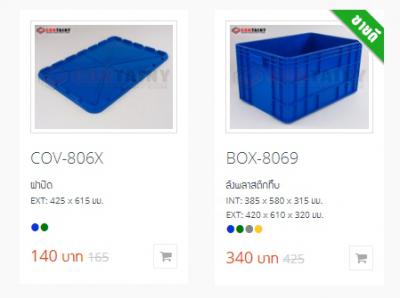 CONTAINY
CONTAINY
ขายดี
COV-806X
ฝาปิด
EXT: 425 x 615 มม.
140 บาท 165
BOX-8069
ลังพลาสติกทึบ
INT: 385 x 580 x 315 มม.
EXT: 420 x 610 x 320 มม.
340 บาท 425